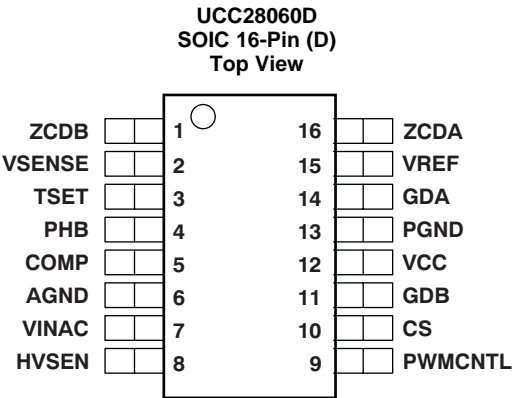 UCC28060D
SOIC 16-Pin (D)
Top View
ZCDB 1 16 ZCDA
VSENSE 2 15 VREF
TSET 3 14 GDA
PHB 4 13 PGND
COMP 5 12 VCC
AGND 6 11 GDB
VINAC 7 10 CS
HVSEN 8 9 PWMCNTL